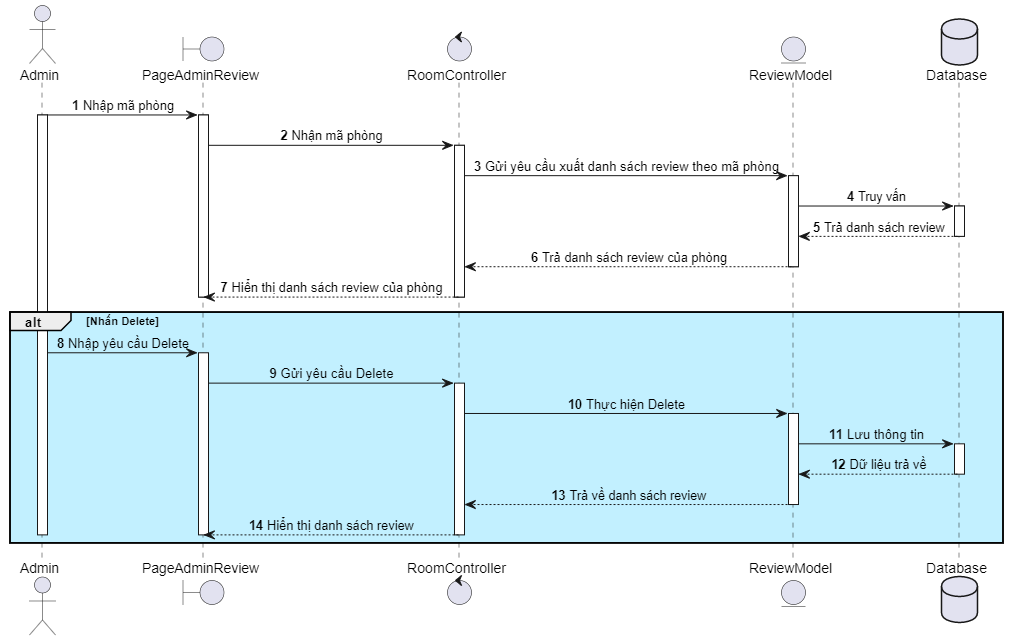 Admin
PageAdminReview
RoomController
ReviewModel
Database
1 Nhập mã phòng
2 Nhận mã phòng
3 Gửi yêu cầu xuất danh sách review theo mã phòng
4 Truy vấn
5 Trả danh sách review
6 Trả danh sách review của phòng
7 Hiển thị danh sách review của phòng
alt [Nhấn Delete]
8 Nhập yêu cầu Delete
9 Gửi yêu cầu Delete
10 Thực hiện Delete
11 Lưu thông tin
12 Dữ liệu trả về
13 Trả về danh sách review
14 Hiển thị danh sách review
Admin
PageAdminReview
RoomController
ReviewModel
Database